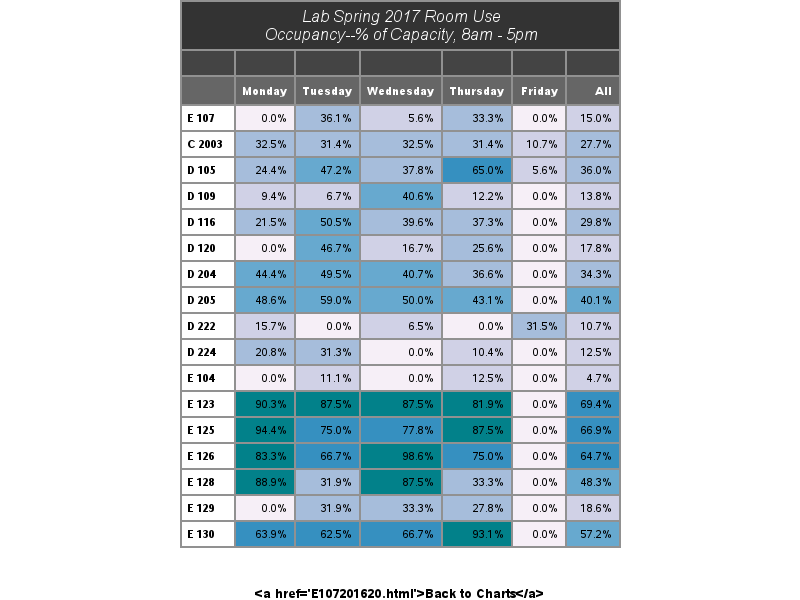 Lab Spring 2017 Room Use
Occupancy--% of Capacity, 8am - 5pm
Monday Tuesday Wednesday Thursday Friday All
E 107 0.0% 36.1% 5.6% 33.3% 0.0% 15.0%
C 2003 32.5% 31.4% 32.5% 31.4% 10.7% 27.7%
D 105 24.4% 47.2% 37.8% 65.0% 5.6% 36.0%
D 109 9.4% 6.7% 40.6% 12.2% 0.0% 13.8%
D 116 21.5% 50.5% 39.6% 37.3% 0.0% 29.8%
D 120 0.0% 46.7% 16.7% 25.6% 0.0% 17.8%
D 204 44.4% 49.5% 40.7% 36.6% 0.0% 34.3%
D 205 48.6% 59.0% 50.0% 43.1% 0.0% 40.1%
D 222 15.7% 0.0% 6.5% 0.0% 31.5% 10.7%
D 224 20.8% 31.3% 0.0% 10.4% 0.0% 12.5%
E 104 0.0% 11.1% 0.0% 12.5% 0.0% 4.7%
E 123 90.3% 87.5% 87.5% 81.9% 0.0% 69.4%
E 125 94.4% 75.0% 77.8% 87.5% 0.0% 66.9%
E 126 83.3% 66.7% 98.6% 75.0% 0.0% 64.7%
E 128 88.9% 31.9% 87.5% 33.3% 0.0% 48.3%
E 129 0.0% 31.9% 33.3% 27.8% 0.0% 18.6%
E 130 63.9% 62.5% 66.7% 93.1% 0.0% 57.2%
<a href='E107201620.html'>Back to Charts</a>